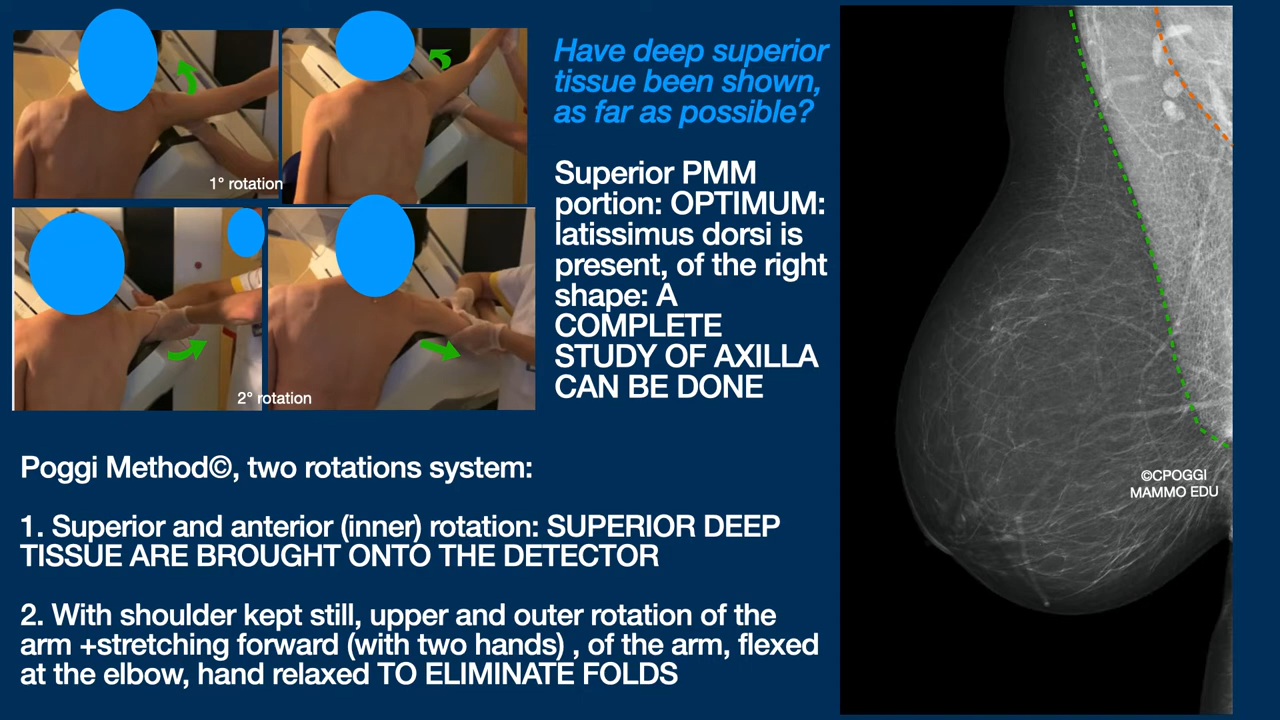 1° rotation
2° rotation
Have deep superior
tissue been shown,
as far as possible?
Superior PMM
portion: OPTIMUM:
latissimus dorsi is
present, of the right
shape: A
COMPLETE
STUDY OF AXILLA
CAN BE DONE
Poggi Method©, two rotations system:
1. Superior and anterior (inner) rotation: SUPERIOR DEEP
TISSUE ARE BROUGHT ONTO THE DETECTOR
2. With shoulder kept still, upper and outer rotation of the
arm +stretching forward (with two hands) , of the arm, flexed
at the elbow, hand relaxed TO ELIMINATE FOLDS
©CPOGGI
MAMMO EDU